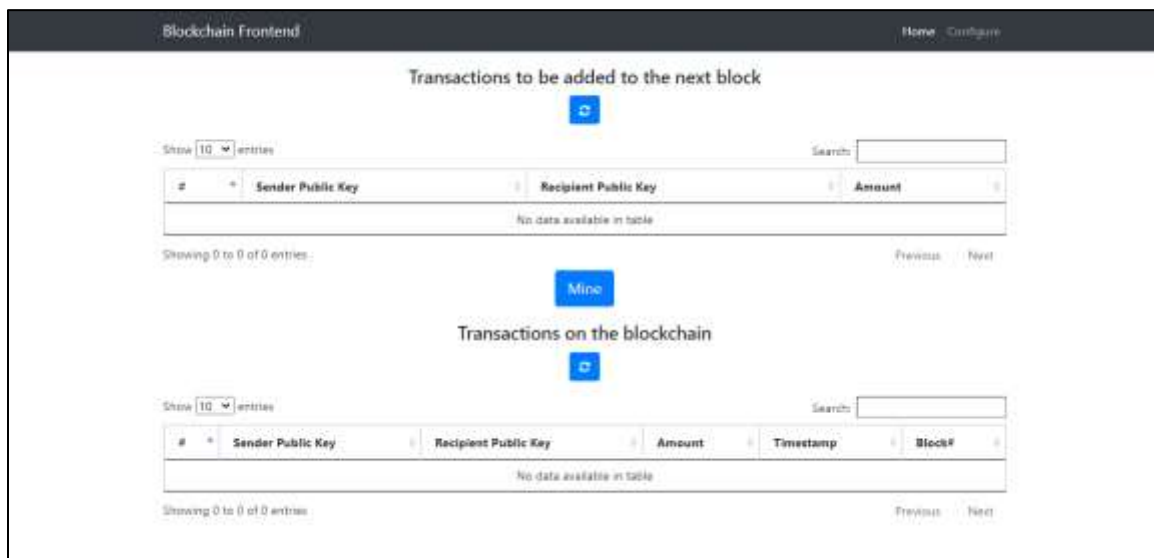 Blockchain Frontend Home Configure
Transactions to be added to the next block
Show 10 entries Search:
# Sender Public Key Recipient Public Key Amount
No data available in table
Showing 0 to 0 of 0 entries Previous Next
Mine
Transactions on the blockchain
Show 10 entries Search:
# Sender Public Key Recipient Public Key Amount Timestamp Block#
No data available in table
Showing 0 to 0 of 0 entries Previous Next